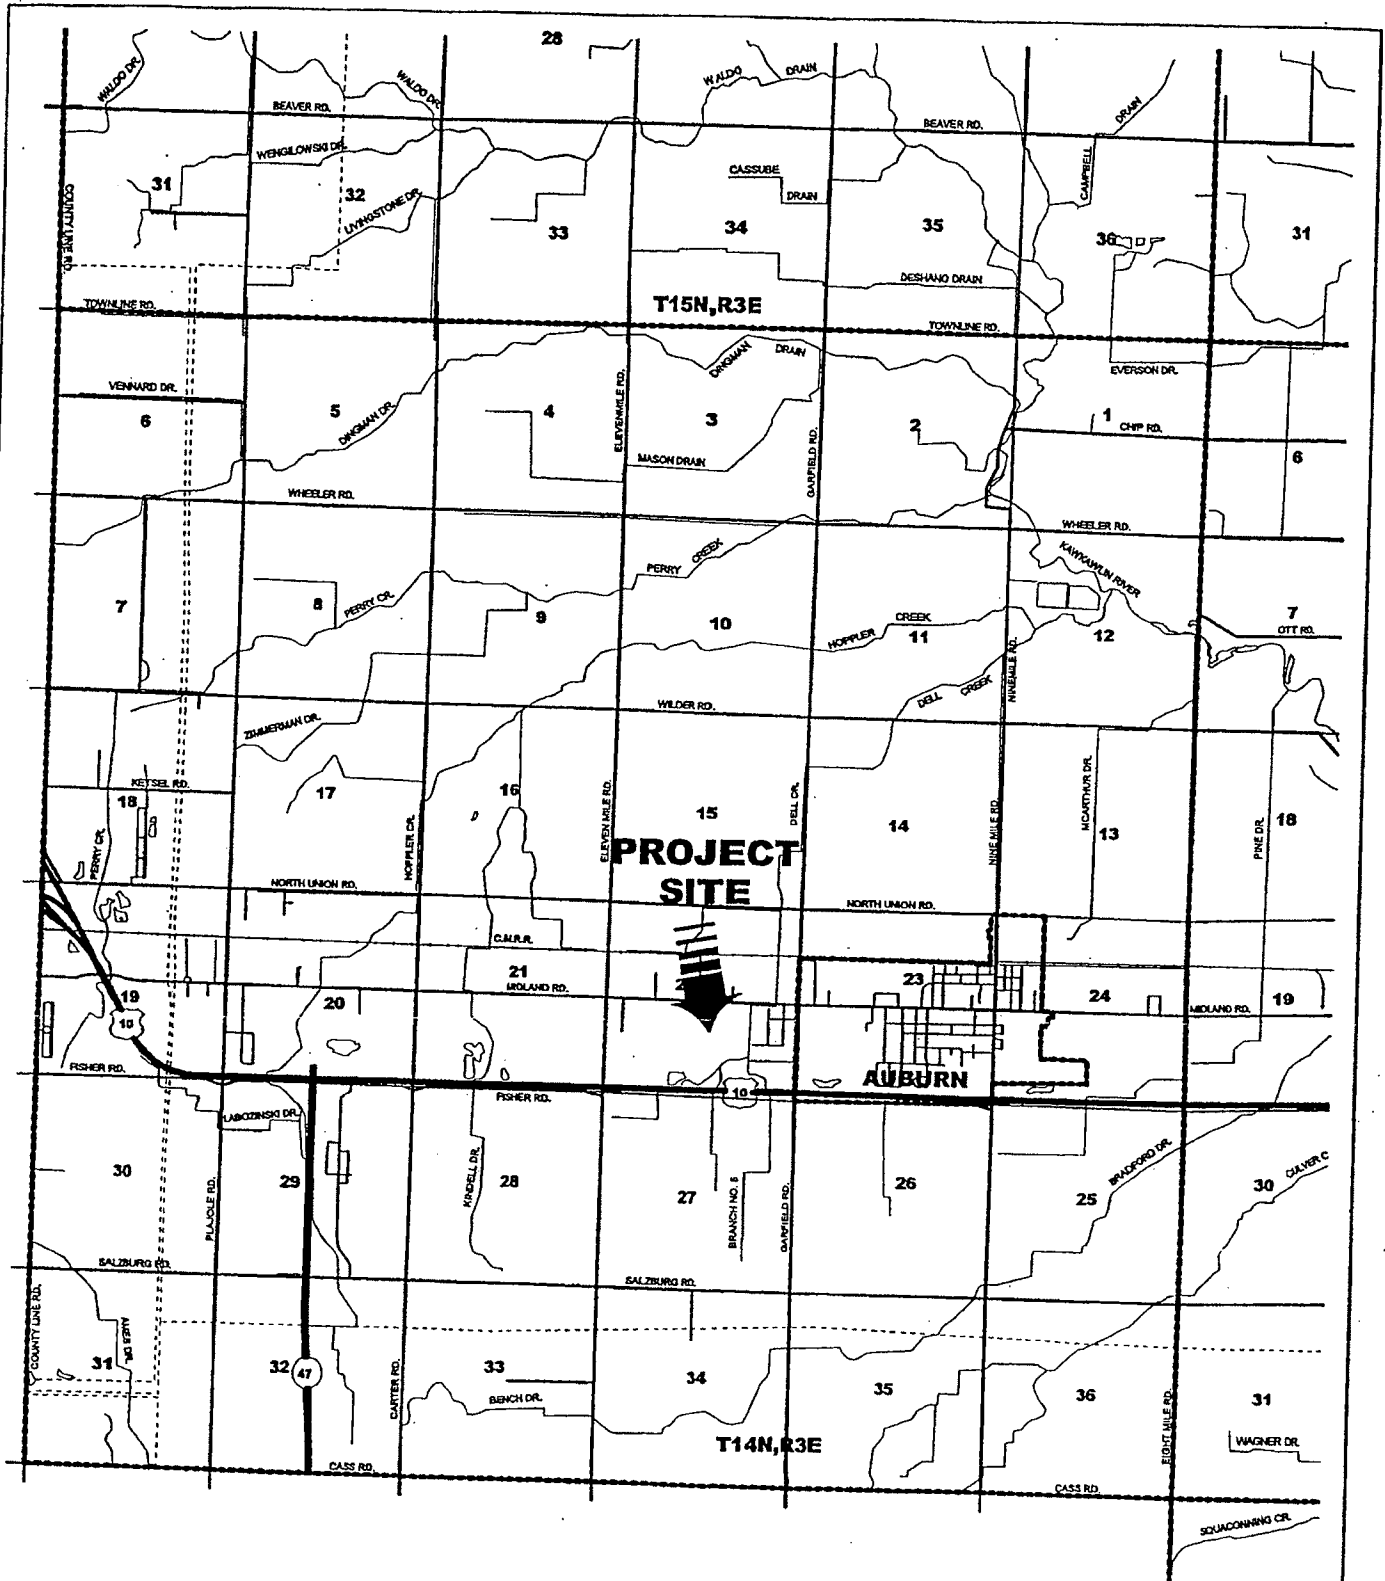 28
WALDO DR.
WALDO DR.
WALDO
DRAIN
DRAIN
BEAVER RD.
BEAVER RD.
WENGILOWSKI DR.
CASSUBE
DRAIN
CAMPBELL
31
32
LIVINGSTONE DR.
33
34
35
36
31
COUNTY LINE RD.
DESHANO DRAIN
TOWNLINE RD.
T15N,R3E
TOWNLINE RD.
DINGMAN
DRAIN
EVERSON DR.
VENNARD DR.
6
5
DINGMAN DR.
4
ELEVENMILE RD.
3
2
1
CHIP RD.
6
MASON DRAIN
GARFIELD RD.
WHEELER RD.
WHEELER RD.
PERRY
CREEK
KAWKAWLIN RIVER
7
8
PERRY CR.
9
10
HOPPLER
CREEK
11
12
7
OTT RD.
NINEMILE RD.
DELL
CREEK
ZIMMERMAN DR.
WILDER RD.
KETSEL RD.
18
17
16
15
14
13
18
PERRY CR.
HOPPLER DR.
ELEVEN MILE RD.
DELL DR.
NINE MILE RD.
MCARTHUR DR.
PINE DR.
PROJECT
SITE
NORTH UNION RD.
NORTH UNION RD.
C.M.R.R.
19
20
21
MIDLAND RD.
23
24
MIDLAND RD.
19
10
FISHER RD.
FISHER RD.
10
AUBURN
LABOZINSKI DR.
30
PLAJOLE RD.
29
KINDELL DR.
28
27
BRANCH NO. 5
GARFIELD RD.
26
25
BRADFORD DR.
30
CULVER C
SALZBURG RD.
SALZBURG RD.
COUNTY LINE RD.
31
32
47
CARTER RD.
33
BENCH DR.
34
35
36
EIGHT MILE RD.
31
WAGNER DR.
T14N,R3E
CASS RD.
CASS RD.
SQUACONNING CR.